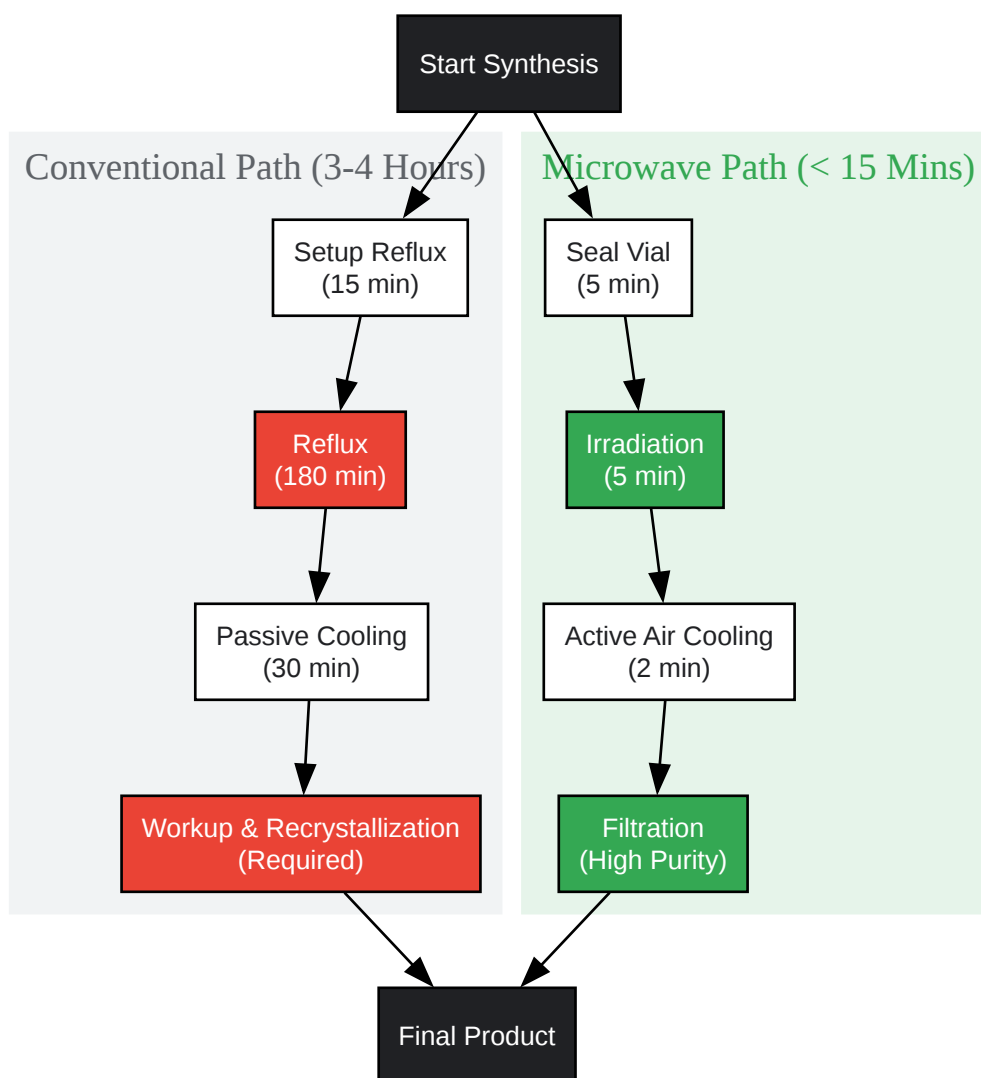 Start Synthesis
Conventional Path (3-4 Hours)
Setup Reflux
(15 min)
Reflux
(180 min)
Passive Cooling
(30 min)
Workup & Recrystallization
(Required)
Microwave Path (< 15 Mins)
Seal Vial
(5 min)
Irradiation
(5 min)
Active Air Cooling
(2 min)
Filtration
(High Purity)
Final Product